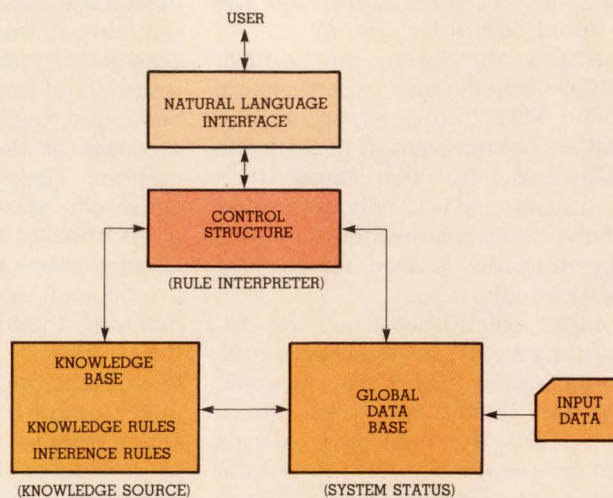 USER
NATURAL LANGUAGE
INTERFACE
CONTROL
STRUCTURE
(RULE INTERPRETER)
KNOWLEDGE
BASE
KNOWLEDGE RULES
INFERENCE RULES
(KNOWLEDGE SOURCE)
GLOBAL
DATA
BASE
(SYSTEM STATUS)
INPUT
DATA